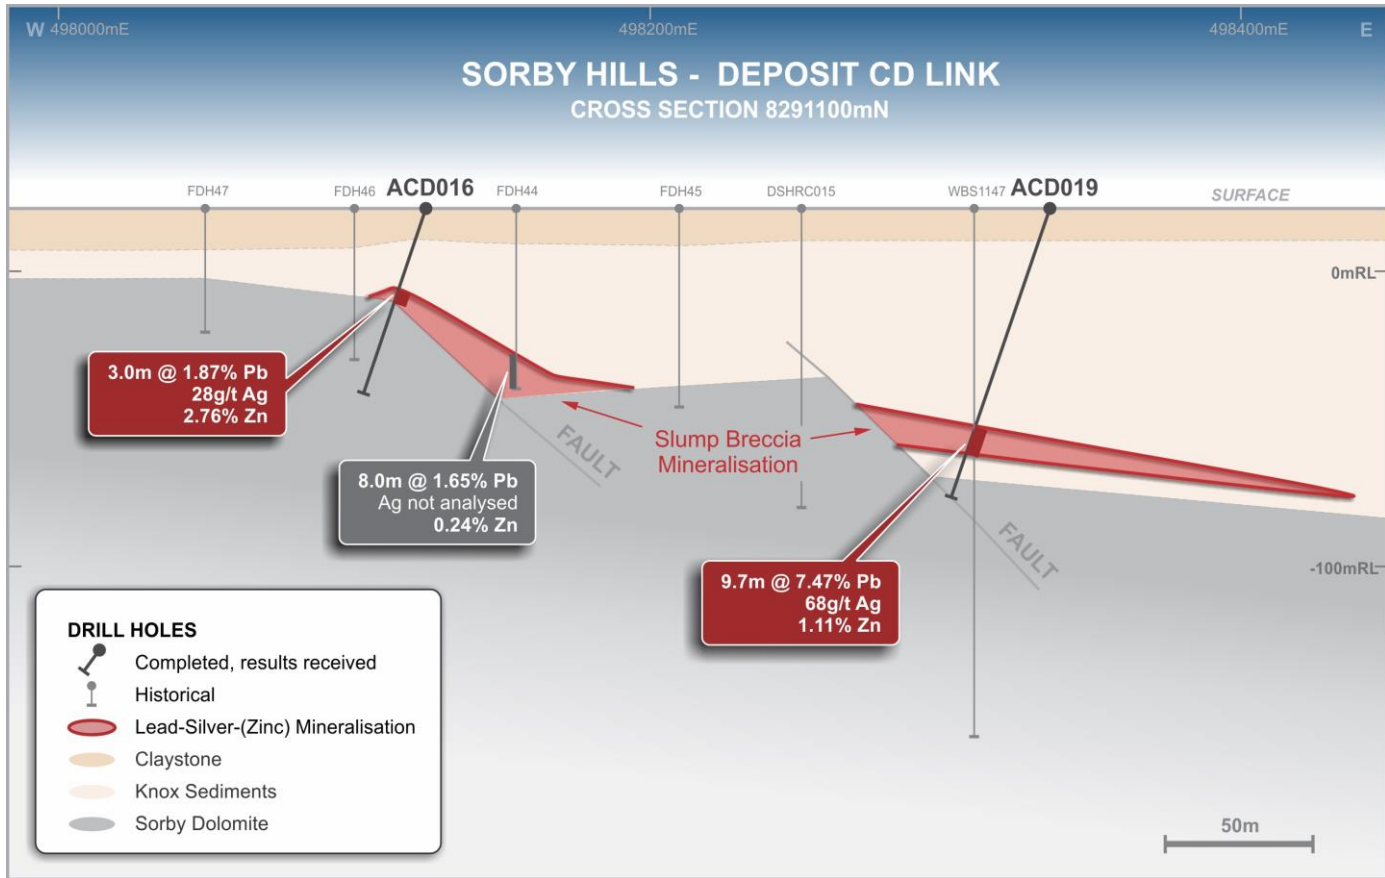 W 498000mE
498200mE
498400mE E
SORBY HILLS - DEPOSIT CD LINK
CROSS SECTION 8291100mN
FDH47
FDH46
ACD016
FDH44
FDH45
DSHRC015
WBS1147
ACD019
SURFACE
0mRL
3.0m @ 1.87% Pb
28g/t Ag
2.76% Zn
Slump Breccia
Mineralisation
FAULT
8.0m @ 1.65% Pb
Ag not analysed
0.24% Zn
FAULT
-100mRL
9.7m @ 7.47% Pb
68g/t Ag
1.11% Zn
DRILL HOLES
Completed, results received
Historical
Lead-Silver-(Zinc) Mineralisation
Claystone
Knox Sediments
Sorby Dolomite
50m